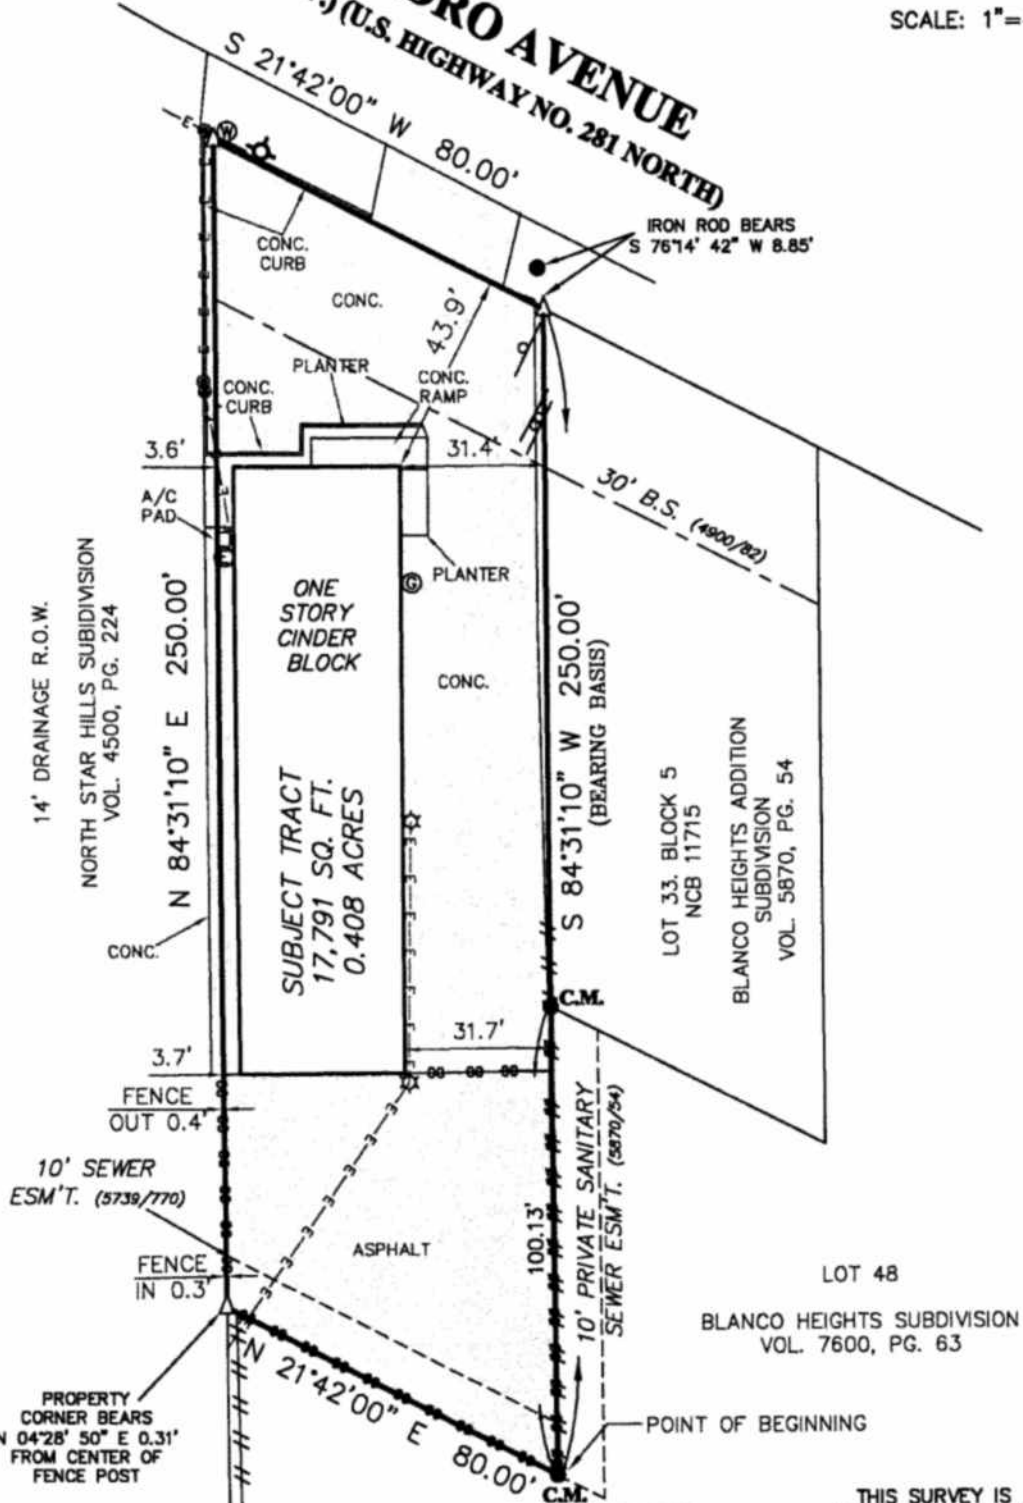 SCALE: 1"=
AVENUE
(U.S. HIGHWAY NO. 281 NORTH)
S 21°42'00" W 80.00'
IRON ROD BEARS
S 76°14' 42" W 8.85'
E
W
CONC.
CURB
CONC.
43.9'
PLANTER
CONC.
RAMP
CONC.
CURB
3.6'
31.4'
30' B.S. (4900/82)
A/C
PAD
E
PLANTER
G
14' DRAINAGE R.O.W.
NORTH STAR HILLS SUBIDIVISION
VOL. 4500, PG. 224
N 84°31'10" E 250.00'
ONE
STORY
CINDER
BLOCK
CONC.
S 84°31'10" W 250.00'
(BEARING BASIS)
SUBJECT TRACT
17,791 SQ. FT.
0.408 ACRES
LOT 33. BLOCK 5
NCB 11715
BLANCO HEIGHTS ADDITION
SUBDIVISION
VOL. 5870, PG. 54
CONC.
C.M.
31.7'
3.7'
FENCE
OUT 0.4'
10' SEWER
ESM'T. (5739/770)
ASPHALT
100.13'
10' PRIVATE SANITARY
SEWER ESM'T. (5870/54)
FENCE
IN 0.3'
LOT 48
BLANCO HEIGHTS SUBDIVISION
VOL. 7600, PG. 63
N 21°42'00" E 80.00'
PROPERTY
CORNER BEARS
N 04°28' 50" E 0.31'
FROM CENTER OF
FENCE POST
POINT OF BEGINNING
C.M.
THIS SURVEY IS